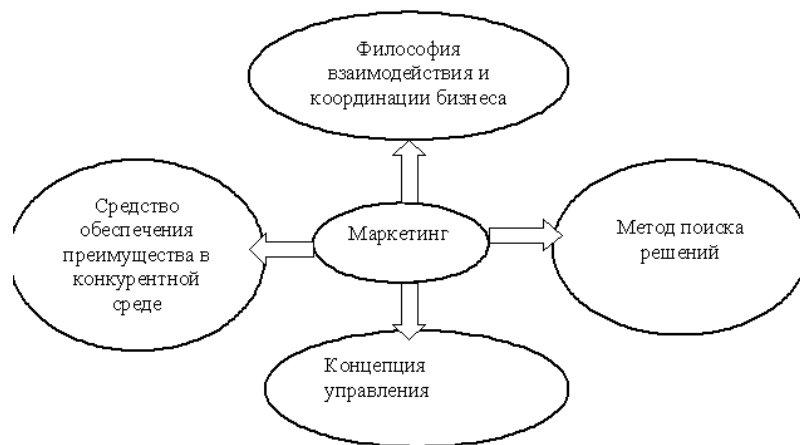 Философия
взаимодействия и
координации бизнеса
Средство
обеспечения
преимущества в
конкурентной
среде
Маркетинг
Метод поиска
решений
Концепция
управления